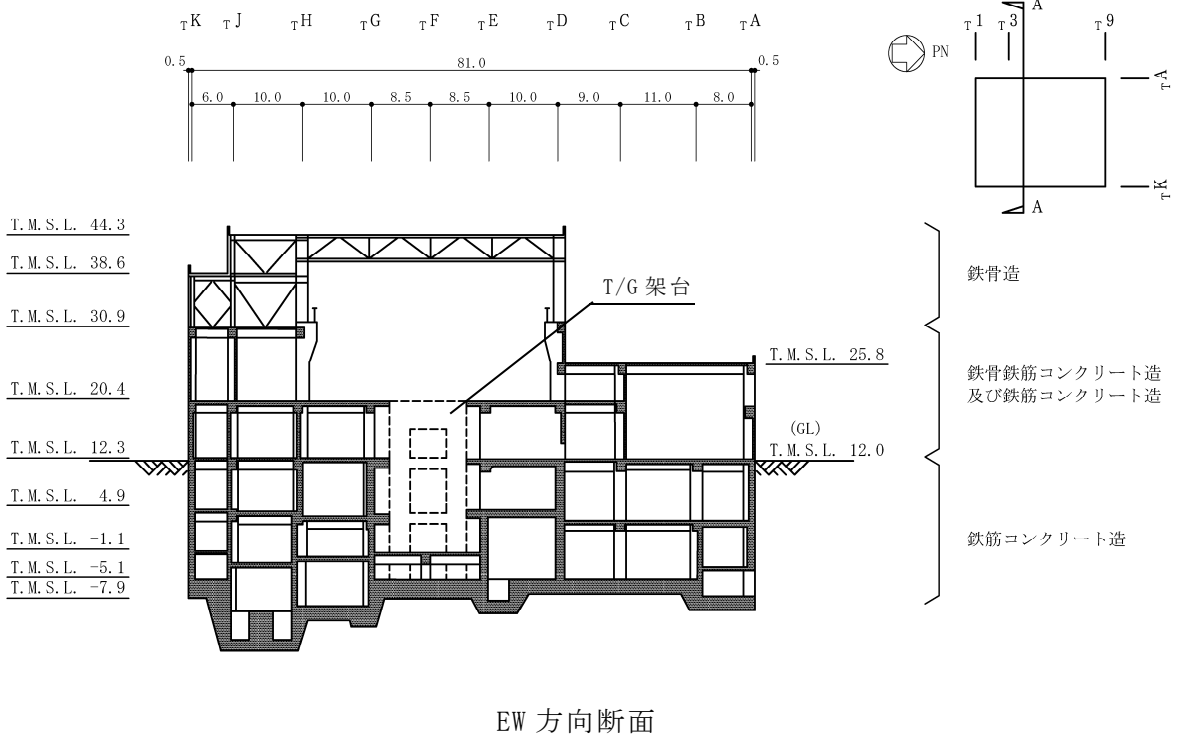 TK TJ TH TG TF TE TD TC TB TA
0.5 81.0 0.5
6.0 10.0 10.0 8.5 8.5 10.0 9.0 11.0 8.0
PN
A
T1 T3 T9
TA
TK
A
T.M.S.L. 44.3
T.M.S.L. 38.6
T.M.S.L. 30.9
T.M.S.L. 20.4
T.M.S.L. 12.3
T.M.S.L. 4.9
T.M.S.L. -1.1
T.M.S.L. -5.1
T.M.S.L. -7.9
T/G 架台
T.M.S.L. 25.8
(GL)
T.M.S.L. 12.0
鉄骨造
鉄骨鉄筋コンクリート造
及び鉄筋コンクリート造
鉄筋コンクリート造
EW 方向断面